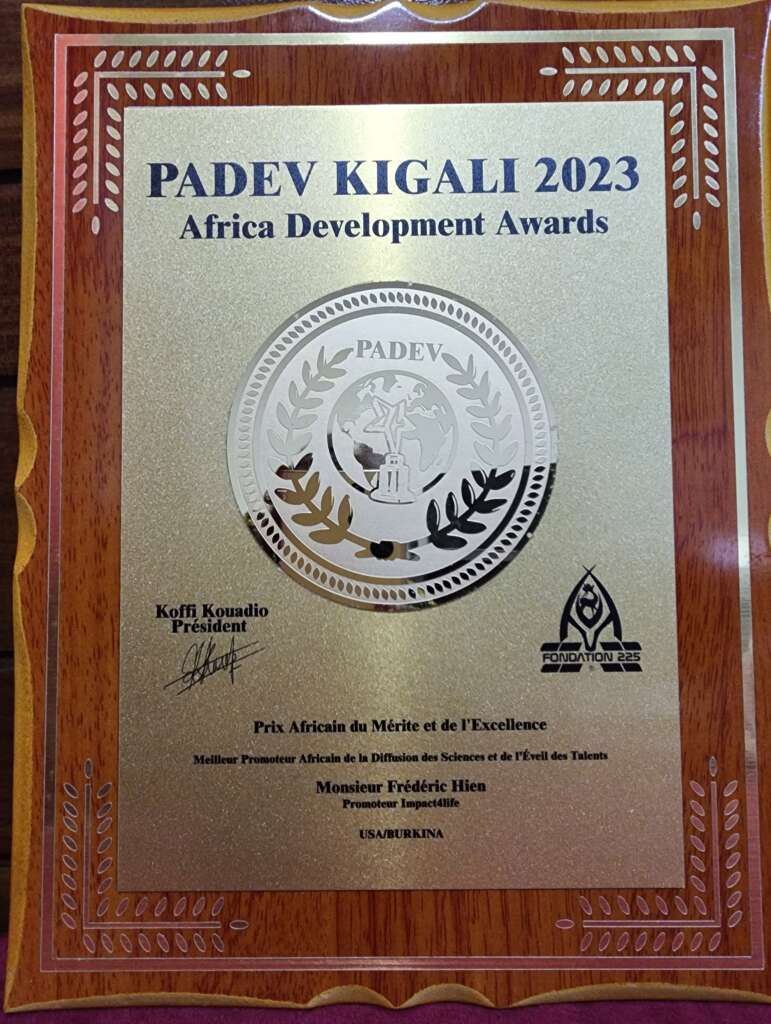 PADEV KIGALI 2023
Africa Development Awards
PADEV
Koffi Kouadio
Président
FONDATION 225
®
Prix Africain du Mérite et de l'Excellence
Meilleur Promoteur Africain de la Diffusion des Sciences et de l'Éveil des Talents
Monsieur Frédéric Hien
Promoteur Impact4life
USA/BURKINA